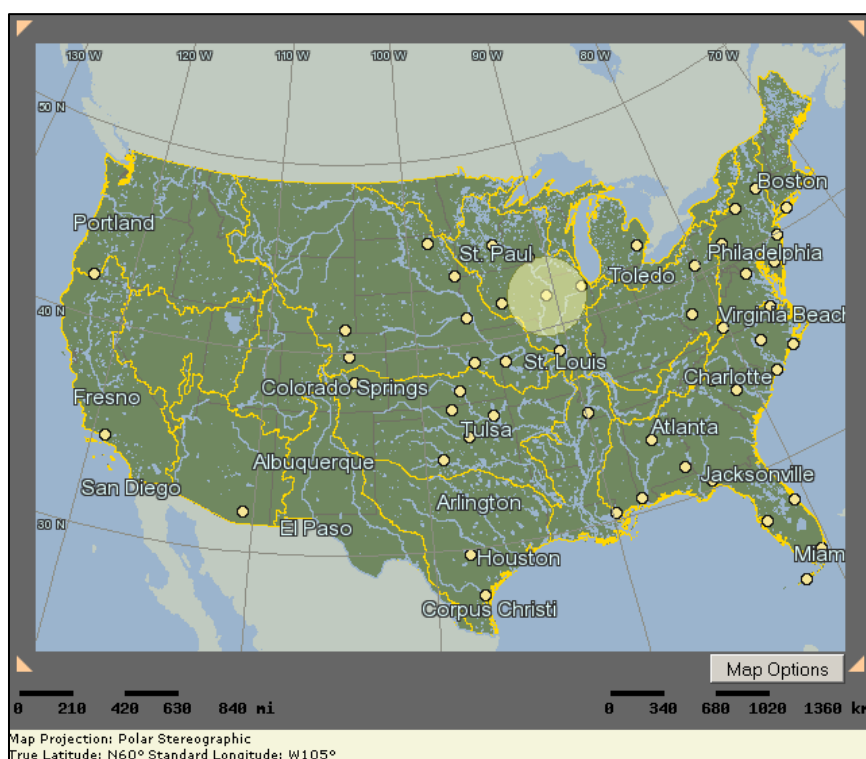 130 W 120 W 110 W 100 W 90 W 80 W 70 W
50 N
Boston
Portland
St. Paul
Philadelphia
Toledo
40 N
Virginia Beach
St. Louis
Colorado Springs
Charlotte
Fresno
Tulsa
Atlanta
Albuquerque
Jacksonville
San Diego
Arlington
30 N
El Paso
Houston
Miam
Corpus Christi
Map Options
0 210 420 630 840 mi
0 340 680 1020 1360 km
Map Projection: Polar Stereographic
True Latitude: N60° Standard Longitude: W105°